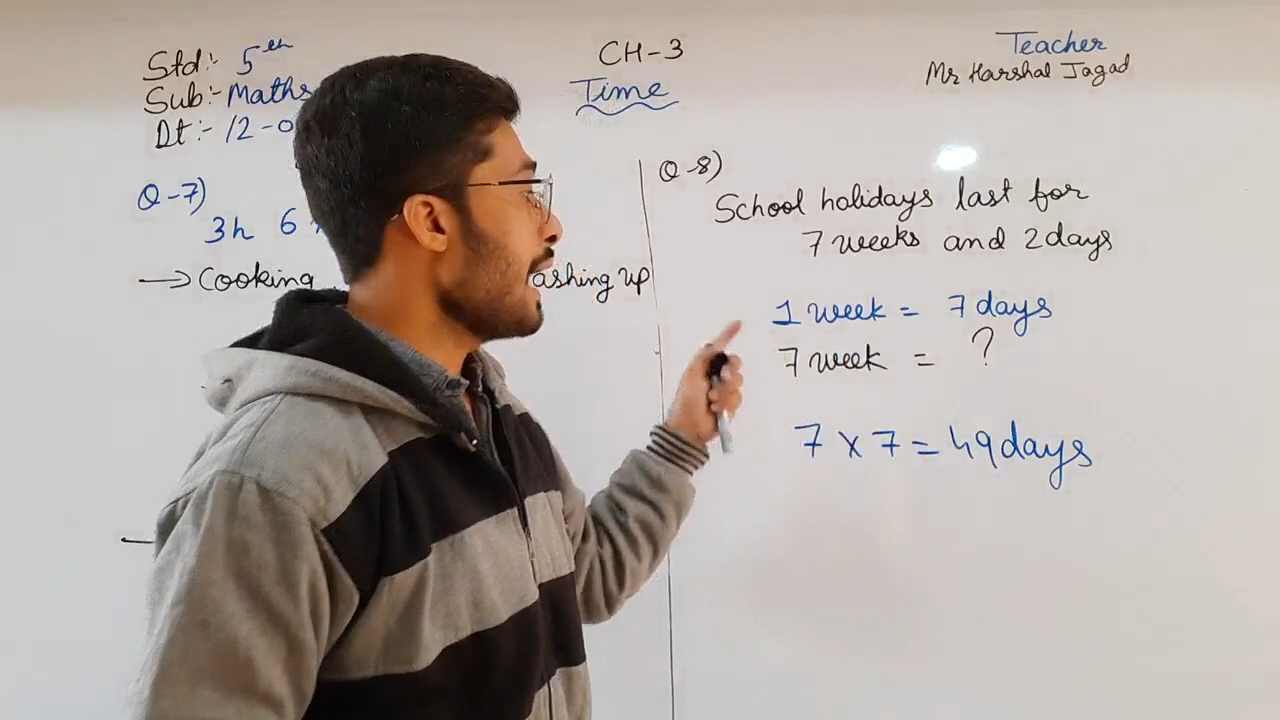 Std:- 5th
Sub:- Maths
Dt:- 12-0
CH-3
Time
Teacher
Mr Harshal Jagad
Q-7)
3h 6
→ Cooking ashing up
Q-8)
School holidays last for
7 weeks and 2 days
1 week = 7 days
7 week = ?
7 x 7 = 49 days